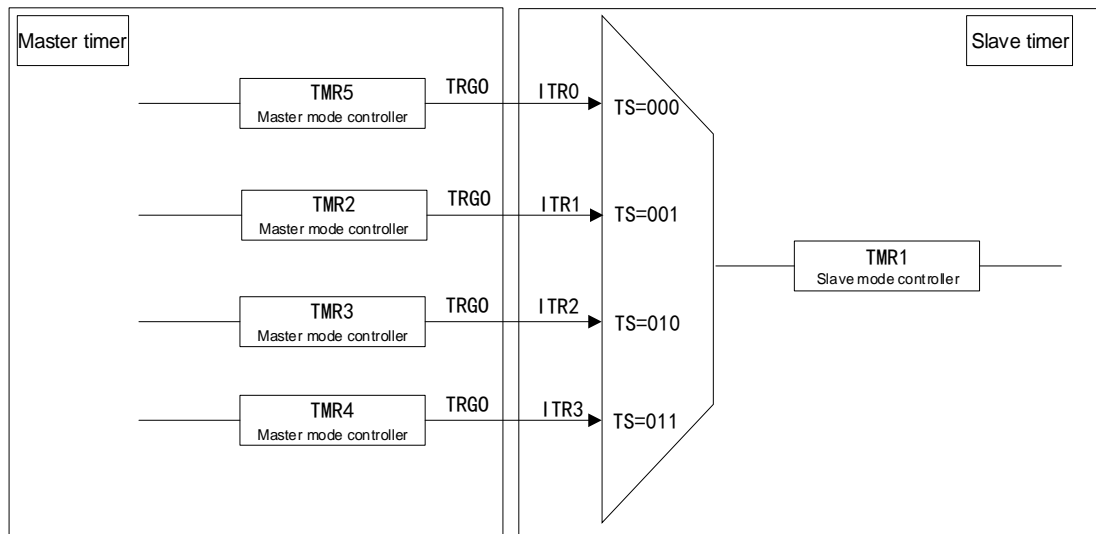 Master timer
Slave timer
TMR5
Master mode controller
TRGO
ITR0
TS=000
TMR2
Master mode controller
TRGO
ITR1
TS=001
TMR1
Slave mode controller
TMR3
Master mode controller
TRGO
ITR2
TS=010
TMR4
Master mode controller
TRGO
ITR3
TS=011